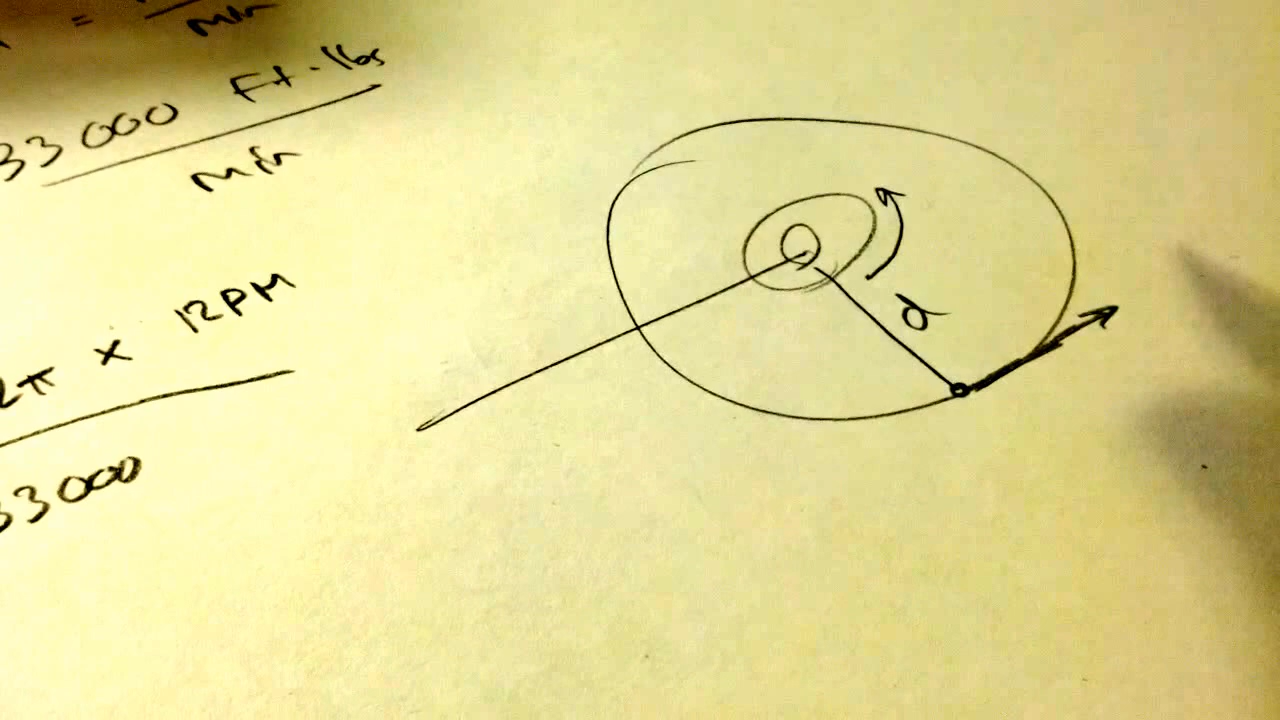 =
min
33000 Ft·lbs
min
2π × RPM
33000
d